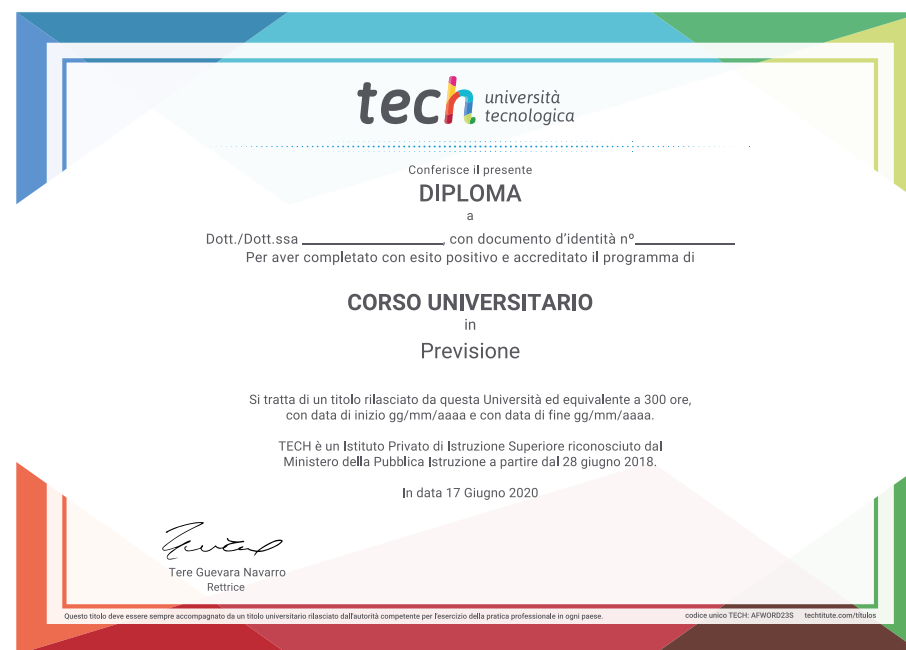 tech università
tecnologica
Conferisce il presente
DIPLOMA
a
Dott./Dott.ssa ____________________, con documento d'identità nº______________
Per aver completato con esito positivo e accreditato il programma di
CORSO UNIVERSITARIO
in
Previsione
Si tratta di un titolo rilasciato da questa Università ed equivalente a 300 ore,
con data di inizio gg/mm/aaaa e con data di fine gg/mm/aaaa.
TECH è un Istituto Privato di Istruzione Superiore riconosciuto dal
Ministero della Pubblica Istruzione a partire dal 28 giugno 2018.
In data 17 Giugno 2020
Tere Guevara Navarro
Rettrice
Questo titolo deve essere sempre accompagnato da un titolo universitario rilasciato dall'autorità competente per l'esercizio della pratica professionale in ogni paese. codice unico TECH: AFWORD23S techtitute.com/títulos